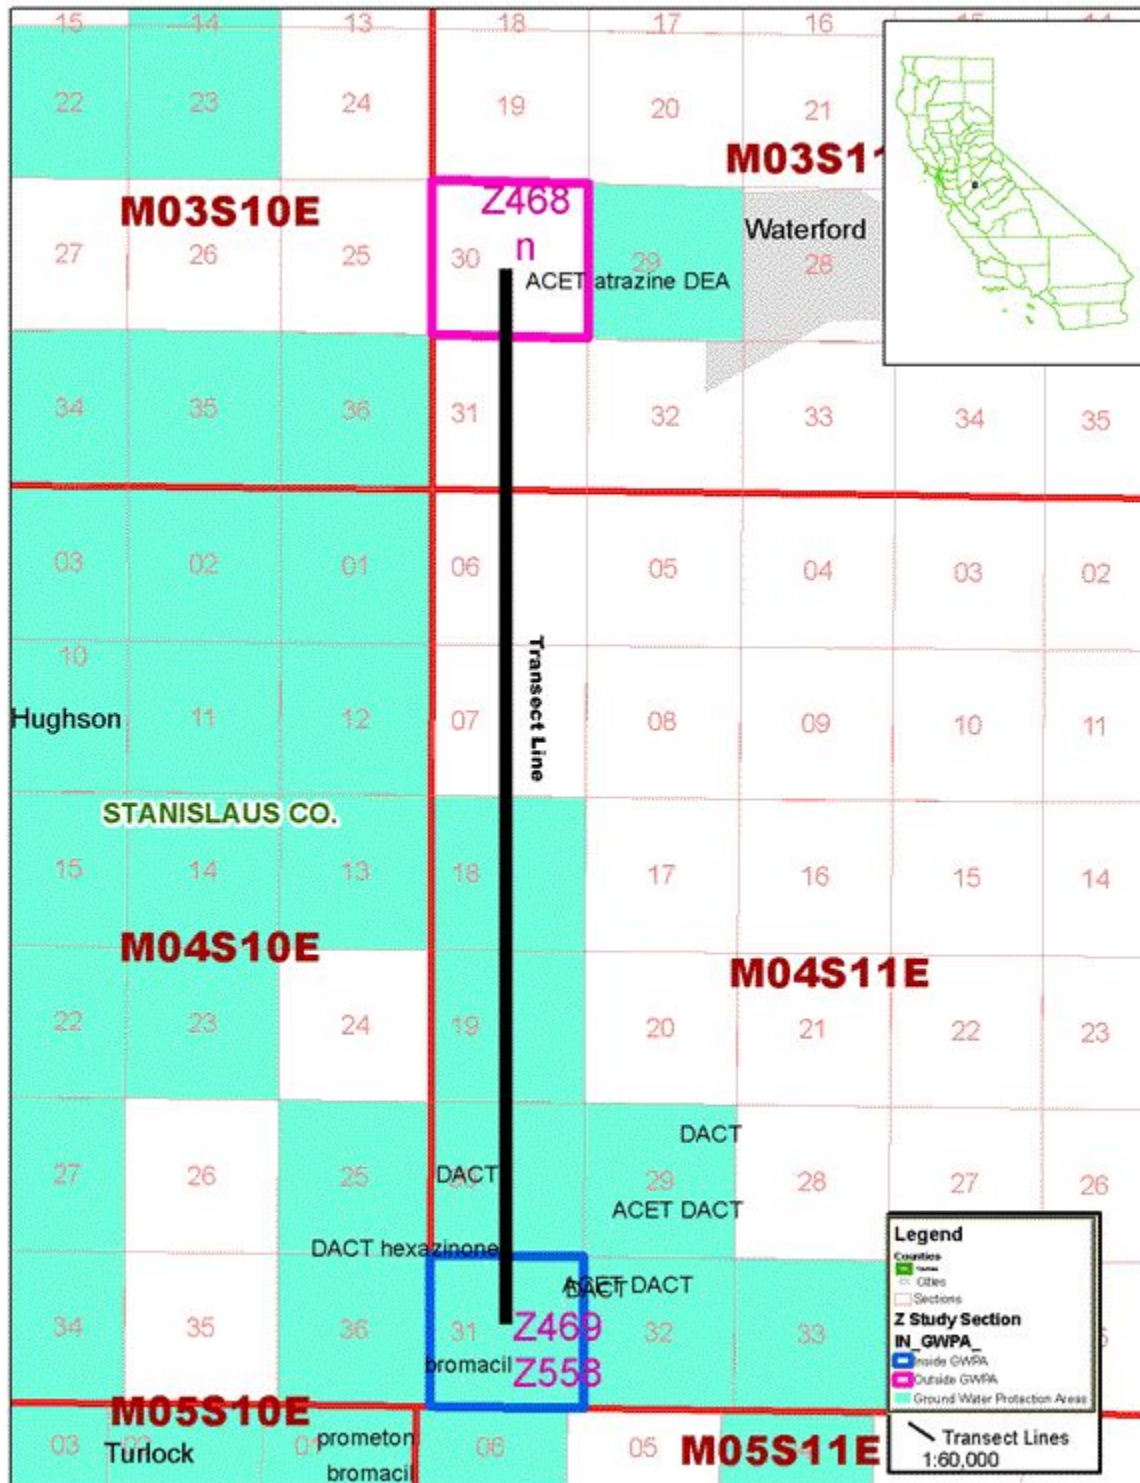 15 14 13 18 17 16
22 23 24 19 20 21
M03S11
M03S10E
Z468
n
Waterford
27 26 25 30 29 28
ACET atrazine DEA
34 35 36 31 32 33 34 35
03 02 01 06 05 04 03 02
Transect Line
10
Hughson 11 12 07 08 09 10 11
STANISLAUS CO.
15 14 13 18 17 16 15 14
M04S10E
M04S11E
22 23 24 19 20 21 22 23
DACT
27 26 25 DACT 29 28 27 26
ACET DACT
DACT hexazinone
ACET DACT
DACT
34 35 36 31 Z469 32 33
bromacil Z558
M05S10E
03 Turlock 01 prometon 06 05 M05S11E
bromacil
Legend
Counties
Cities
Sections
Z Study Section
IN_GWPA_
Inside GWPA
Outside GWPA
Ground Water Protection Areas
Transect Lines
1:60,000